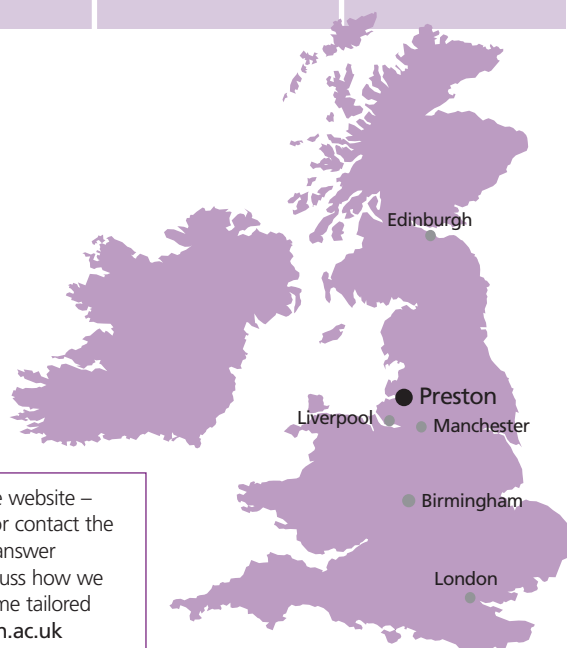 Edinburgh
Preston
Liverpool
Manchester
Birmingham
London
e website –
or contact the
answer
uss how we
me tailored
n.ac.uk